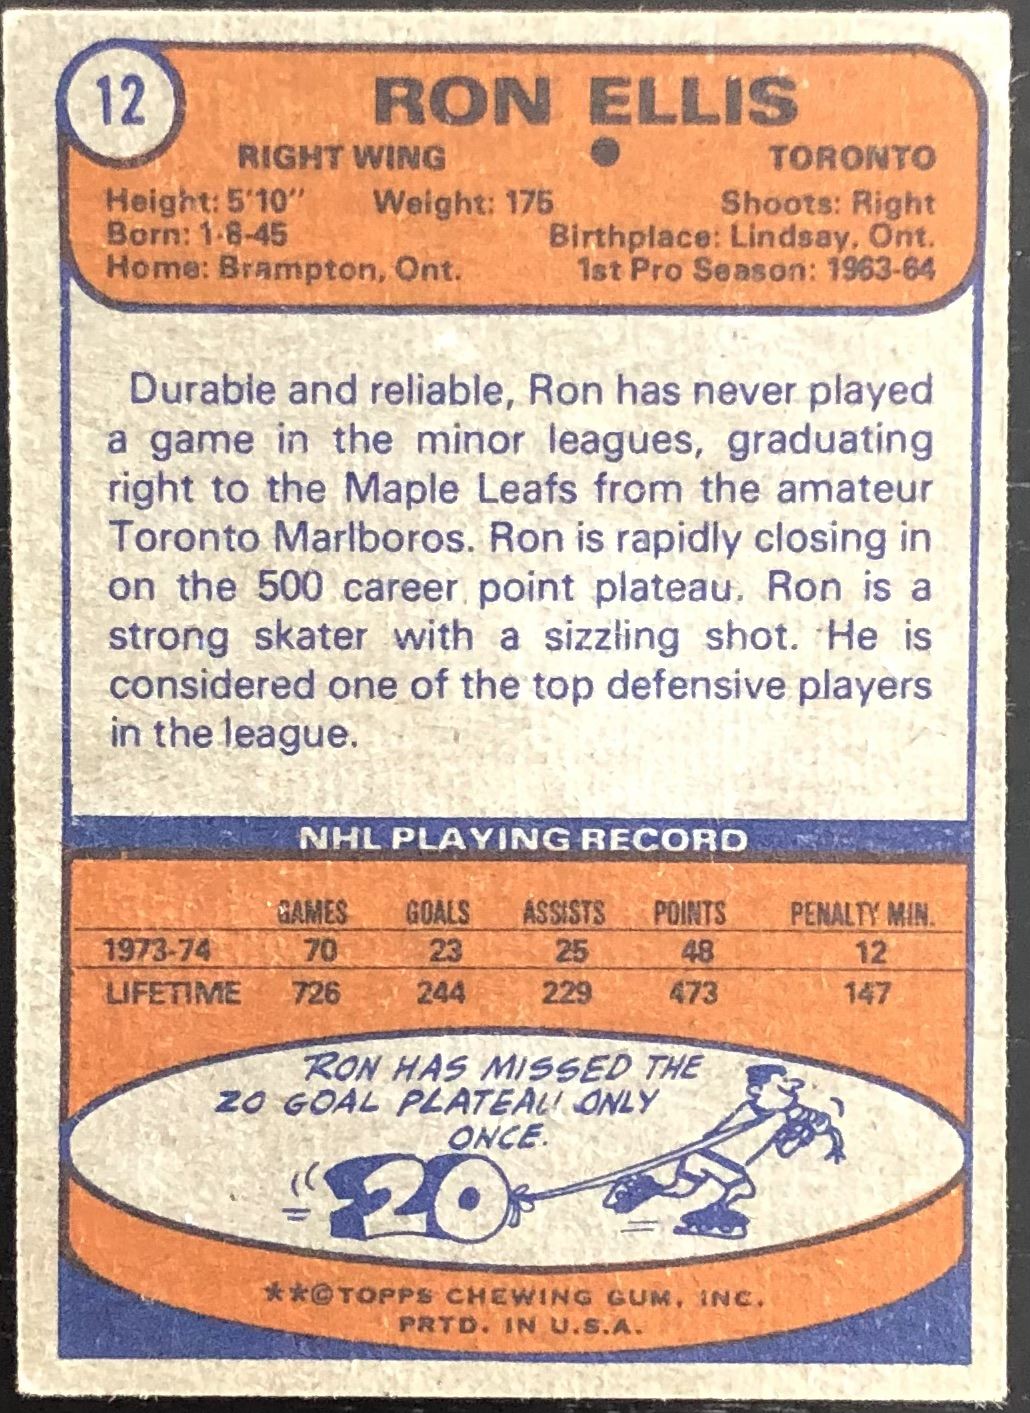 12
RON ELLIS
RIGHT WING • TORONTO
Height: 5'10" Weight: 175 Shoots: Right
Born: 1-8-45 Birthplace: Lindsay, Ont.
Home: Brampton, Ont. 1st Pro Season: 1963-64
Durable and reliable, Ron has never played
a game in the minor leagues, graduating
right to the Maple Leafs from the amateur
Toronto Marlboros. Ron is rapidly closing in
on the 500 career point plateau. Ron is a
strong skater with a sizzling shot. He is
considered one of the top defensive players
in the league.
NHL PLAYING RECORD
GAMES GOALS ASSISTS POINTS PENALTY MIN.
1973-74 70 23 25 48 12
LIFETIME 726 244 229 473 147
RON HAS MISSED THE
20 GOAL PLATEAU ONLY
ONCE.
20
**©TOPPS CHEWING GUM, INC.
PRTD. IN U.S.A.